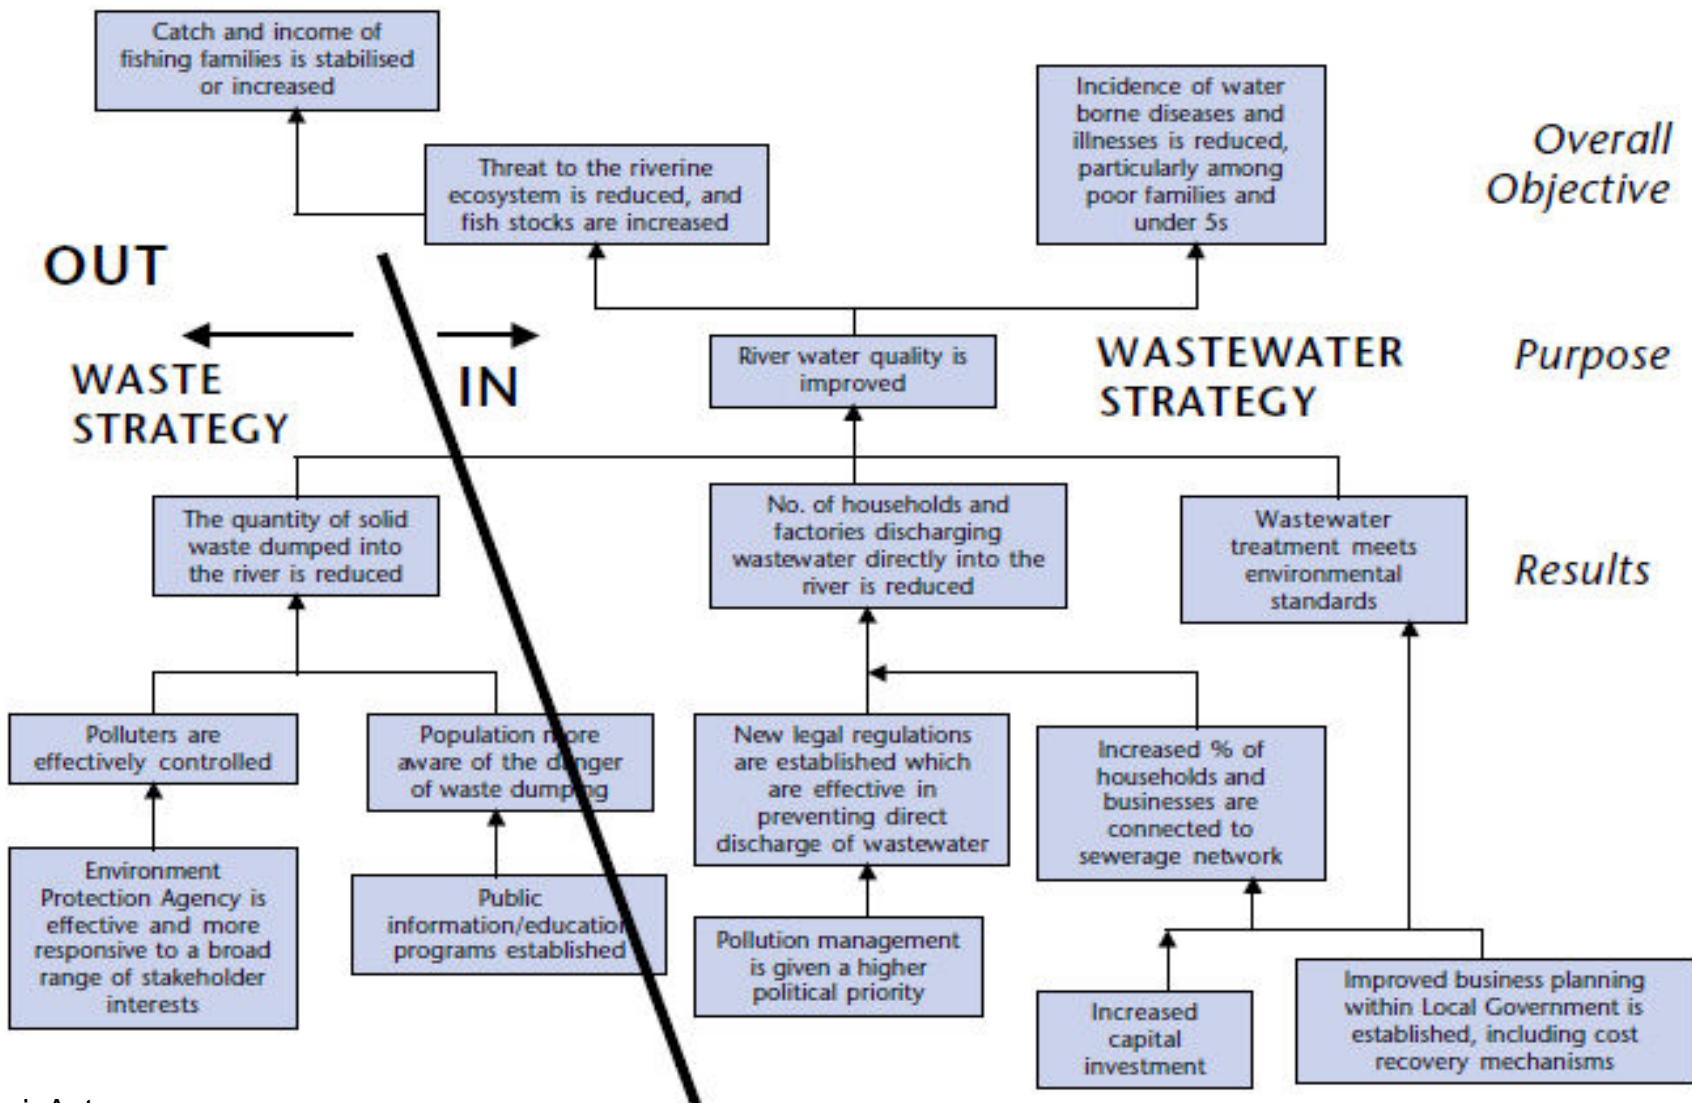 Catch and income of
fishing families is stabilised
or increased
Incidence of water
borne diseases and
illnesses is reduced,
particularly among
poor families and
under 5s
Overall
Objective
Threat to the riverine
ecosystem is reduced, and
fish stocks are increased
OUT
IN
WASTE
STRATEGY
River water quality is
improved
WASTEWATER
STRATEGY
Purpose
The quantity of solid
waste dumped into
the river is reduced
No. of households and
factories discharging
wastewater directly into the
river is reduced
Wastewater
treatment meets
environmental
standards
Results
Polluters are
effectively controlled
Population more
aware of the danger
of waste dumping
New legal regulations
are established which
are effective in
preventing direct
discharge of wastewater
Increased % of
households and
businesses are
connected to
sewerage network
Environment
Protection Agency is
effective and more
responsive to a broad
range of stakeholder
interests
Public
information/education
programs established
Pollution management
is given a higher
political priority
Increased
capital
investment
Improved business planning
within Local Government is
established, including cost
recovery mechanisms